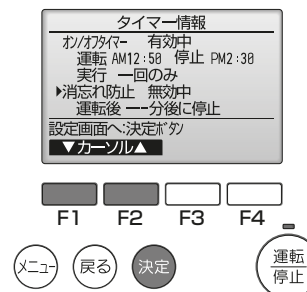 タイマー情報
ｵﾝ/ｵﾌﾀｲﾏｰ 有効中
運転 AM12:50 停止 PM2:30
実行 一回のみ
▶消忘れ防止 無効中
運転後 ーー分後に停止
設定画面へ:決定ﾎﾞﾀﾝ
▼カーソル▲
F1 F2 F3 F4
メニュー 戻る 決定 運転
停止